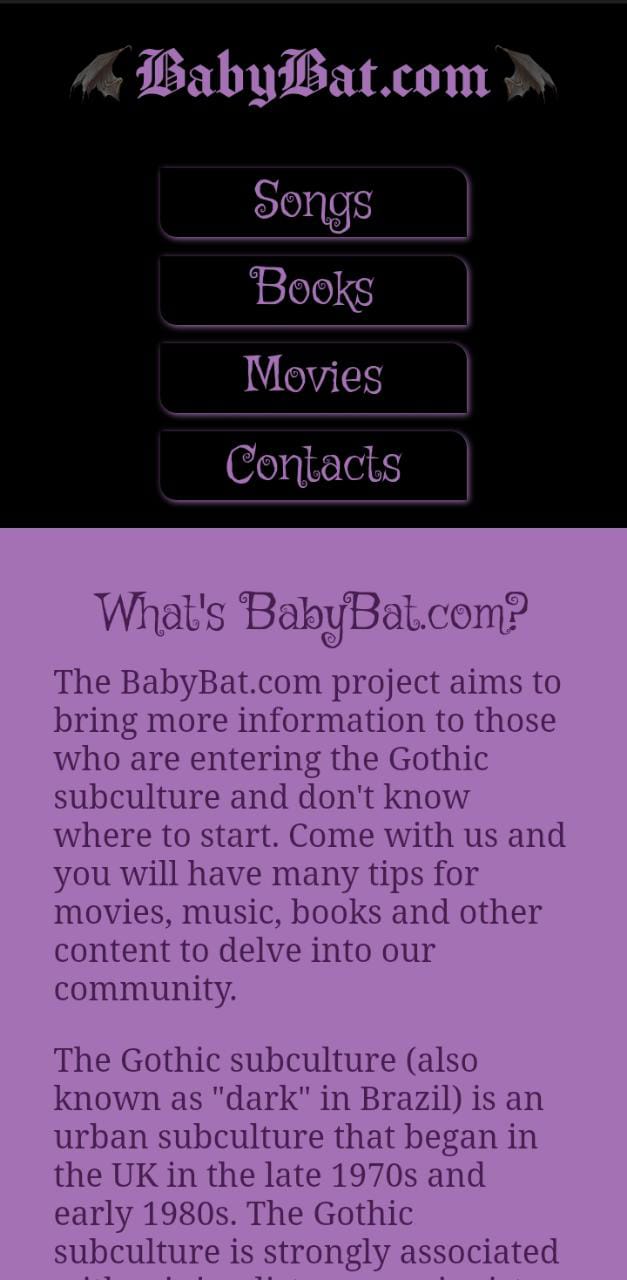 BabyBat.com
Songs
Books
Movies
Contacts
What's BabyBat.com?
The BabyBat.com project aims to
bring more information to those
who are entering the Gothic
subculture and don't know
where to start. Come with us and
you will have many tips for
movies, music, books and other
content to delve into our
community.
The Gothic subculture (also
known as "dark" in Brazil) is an
urban subculture that began in
the UK in the late 1970s and
early 1980s. The Gothic
subculture is strongly associated